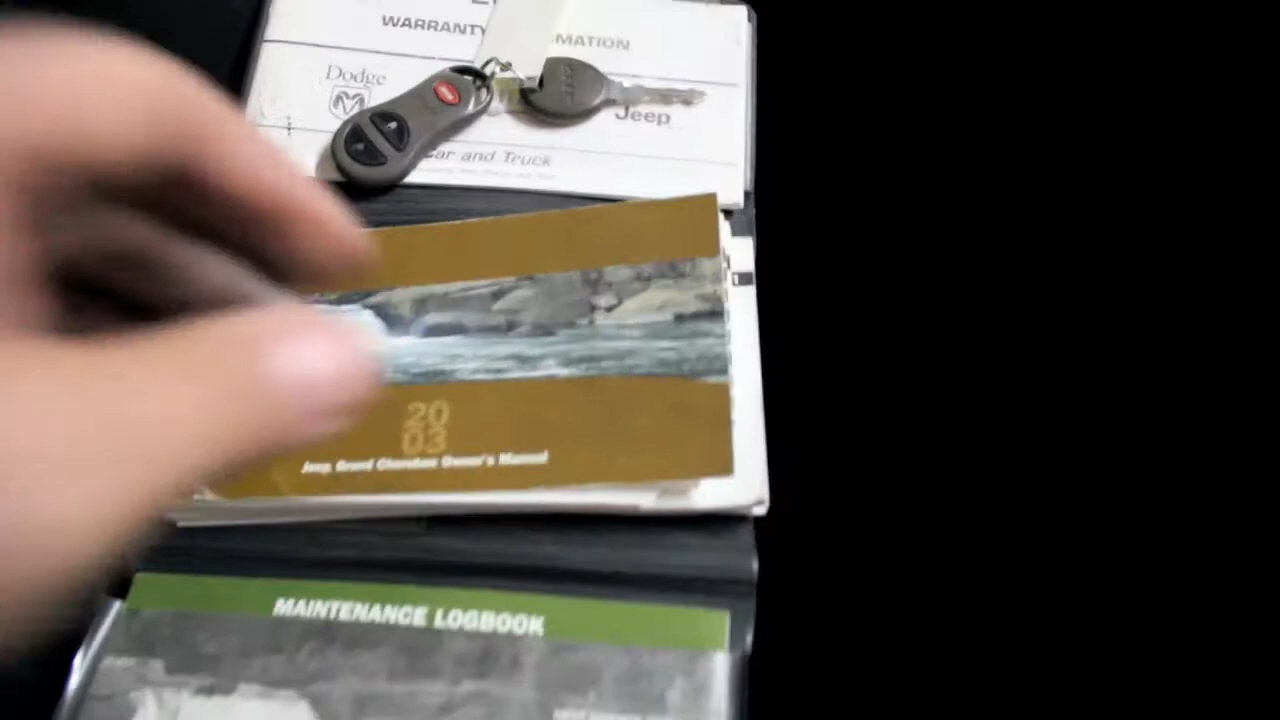 WARRANTY
MATION
Dodge
Jeep
Car and Truck
20
03
Jeep Grand Cherokee Owner's Manual
MAINTENANCE LOGBOOK